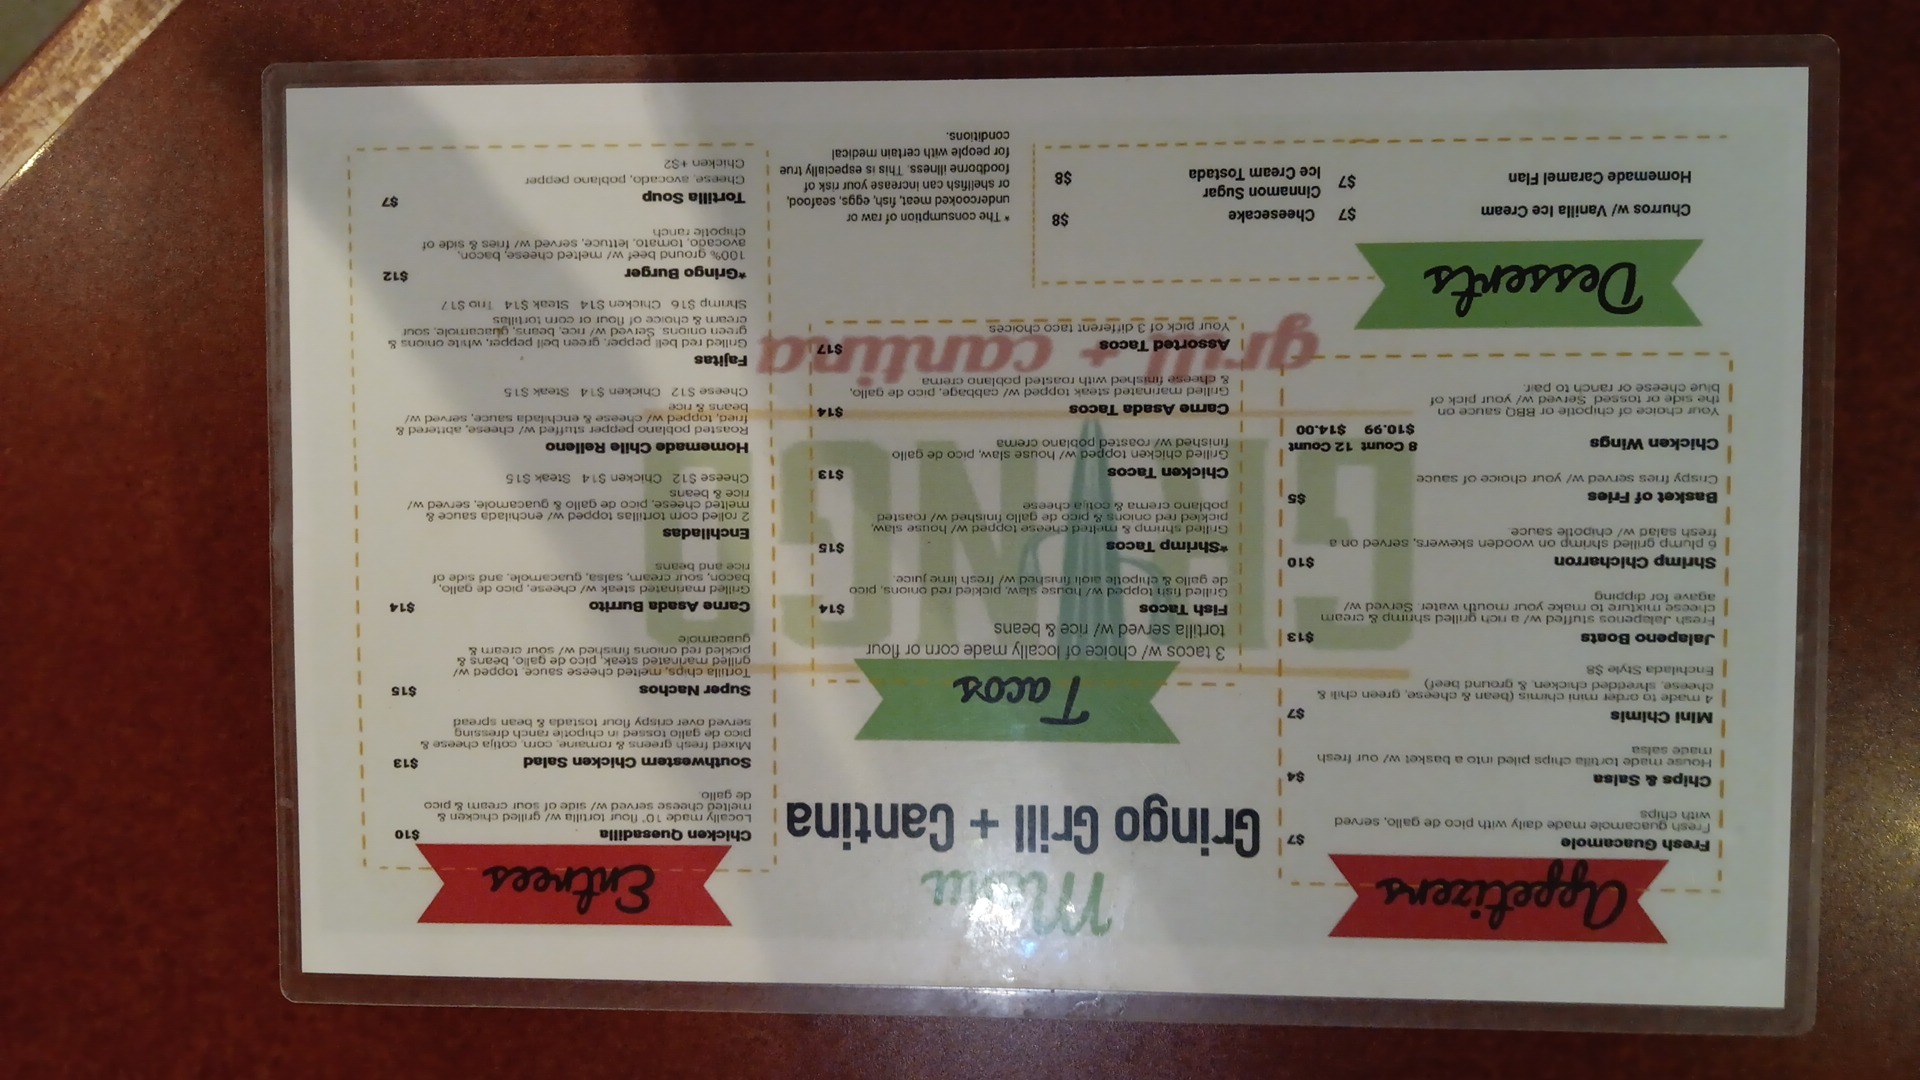 Menu
Gringo Grill + Cantina
Appetizers
Fresh Guacamole $7
Fresh guacamole made daily with pico de gallo, served
with chips
Chips & Salsa $4
House made tortilla chips piled into a basket w/ our fresh
made salsa
Mini Chimis $7
4 made to order mini chimis (bean & cheese, green chili &
cheese, shredded chicken, & ground beef)
Enchilada Style $8
Jalapeno Boats $13
Fresh Jalapenos stuffed w/ a rich grilled shrimp & cream
cheese mixture to make your mouth water. Served w/
agave for dipping
Shrimp Chicharron $10
6 plump grilled shrimp on wooden skewers, served on a
fresh salad w/ chipotle sauce
Basket of Fries $5
Crispy fries served w/ your choice of sauce
Chicken Wings 8 Count 12 Count
$10.99 $14.00
Your choice of chipotle or BBQ sauce on
the side or tossed. Served w/ your pick of
blue cheese or ranch to pair.
Desserts
Churros w/ Vanilla Ice Cream $7
Homemade Caramel Flan $7
Cheesecake $8
Cinnamon Sugar
Ice Cream Tostada $8
Tacos
3 tacos w/ choice of locally made corn or flour
tortilla served w/ rice & beans
Fish Tacos $14
Grilled fish topped w/ house slaw, pickled red onions, pico
de gallo & chipotle aioli finished w/ fresh lime juice.
*Shrimp Tacos $15
Grilled shrimp & melted cheese topped w/ house slaw,
pickled red onions & pico de gallo finished w/ roasted
poblano crema & cotija cheese
Chicken Tacos $13
Grilled chicken topped w/ house slaw, pico de gallo
finished w/ roasted poblano crema
Carne Asada Tacos $14
Grilled marinated steak topped w/ cabbage, pico de gallo,
& cheese finished with roasted poblano crema
Assorted Tacos $17
Your pick of 3 different taco choices
GRINGO
grill + cantina
* The consumption of raw or
undercooked meat, fish, eggs, seafood,
or shellfish can increase your risk of
foodborne illness. This is especially true
for people with certain medical
conditions.
Entrees
Chicken Quesadilla $10
Locally made 10" flour tortilla w/ grilled chicken &
melted cheese served w/ side of sour cream & pico
de gallo.
Southwestern Chicken Salad $13
Mixed fresh greens & romaine, corn, cotija cheese &
pico de gallo tossed in chipotle ranch dressing
served over crispy flour tostada & bean spread
Super Nachos $15
Tortilla chips, melted cheese sauce, topped w/
grilled marinated steak, pico de gallo, beans &
pickled red onions finished w/ sour cream &
guacamole
Carne Asada Burrito $14
Grilled marinated steak w/ cheese, pico de gallo,
bacon, sour cream, salsa, guacamole, and side of
rice and beans
Enchiladas
2 rolled corn tortillas topped w/ enchilada sauce &
melted cheese, pico de gallo & guacamole, served w/
rice & beans
Cheese $12 Chicken $14 Steak $15
Homemade Chile Relleno
Roasted poblano pepper stuffed w/ cheese, abttered &
fried, topped w/ cheese & enchilada sauce, served w/
beans & rice
Cheese $12 Chicken $14 Steak $15
Fajitas
Grilled red bell pepper, green bell pepper, white onions &
green onions. Served w/ rice, beans, guacamole, sour
cream & choice of flour or corn tortillas
Shrimp $16 Chicken $14 Steak $14 Trio $17
*Gringo Burger $12
100% ground beef w/ melted cheese, bacon,
avocado, tomato, lettuce, served w/ fries & side of
chipotle ranch
Tortilla Soup $7
Cheese, avocado, poblano pepper
Chicken +$2